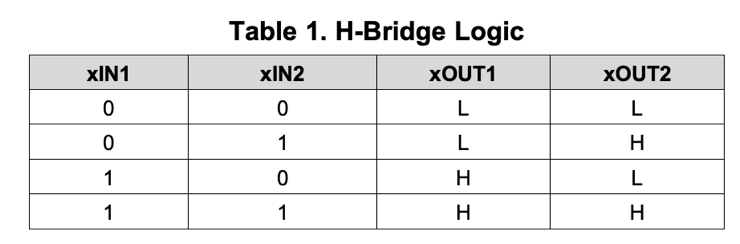 Table 1. H-Bridge Logic
xIN1 xIN2 xOUT1 xOUT2
0 0 L L
0 1 L H
1 0 H L
1 1 H H